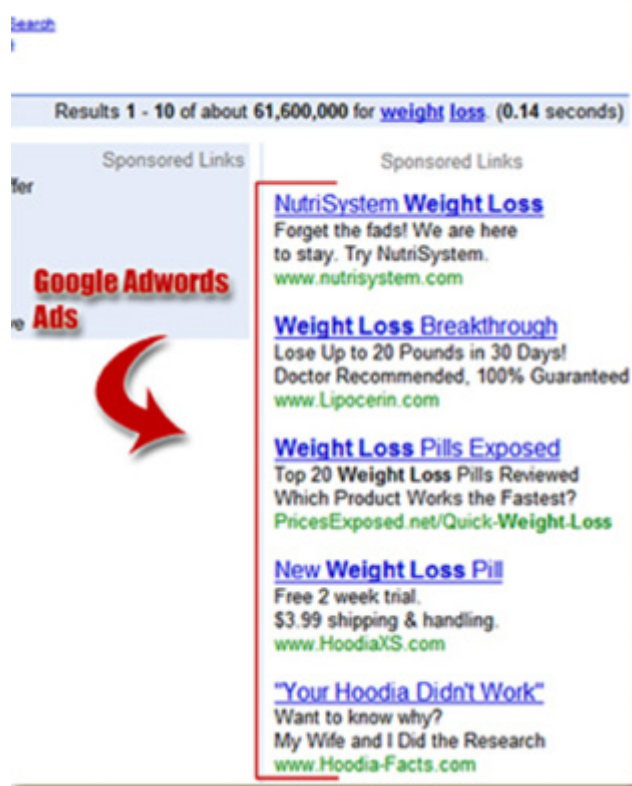 Search
Results 1 - 10 of about 61,600,000 for weight loss. (0.14 seconds)
Sponsored Links
ffer
Google Adwords
ve Ads
Sponsored Links
NutriSystem Weight Loss
Forget the fads! We are here
to stay. Try NutriSystem.
www.nutrisystem.com
Weight Loss Breakthrough
Lose Up to 20 Pounds in 30 Days!
Doctor Recommended, 100% Guaranteed
www.Lipocerin.com
Weight Loss Pills Exposed
Top 20 Weight Loss Pills Reviewed
Which Product Works the Fastest?
PricesExposed.net/Quick-Weight-Loss
New Weight Loss Pill
Free 2 week trial.
$3.99 shipping & handling.
www.HoodiaXS.com
"Your Hoodia Didn't Work"
Want to know why?
My Wife and I Did the Research
www.Hoodia-Facts.com